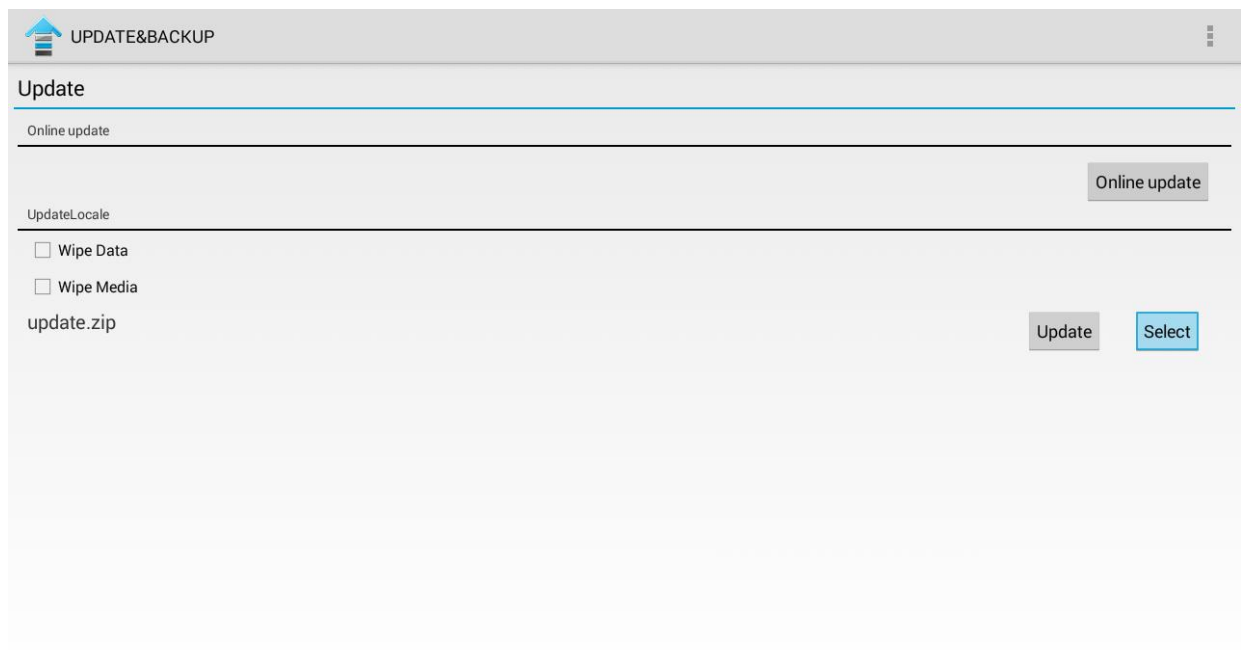 UPDATE&BACKUP
Update
Online update
Online update
UpdateLocale
Wipe Data
Wipe Media
update.zip
Update Select